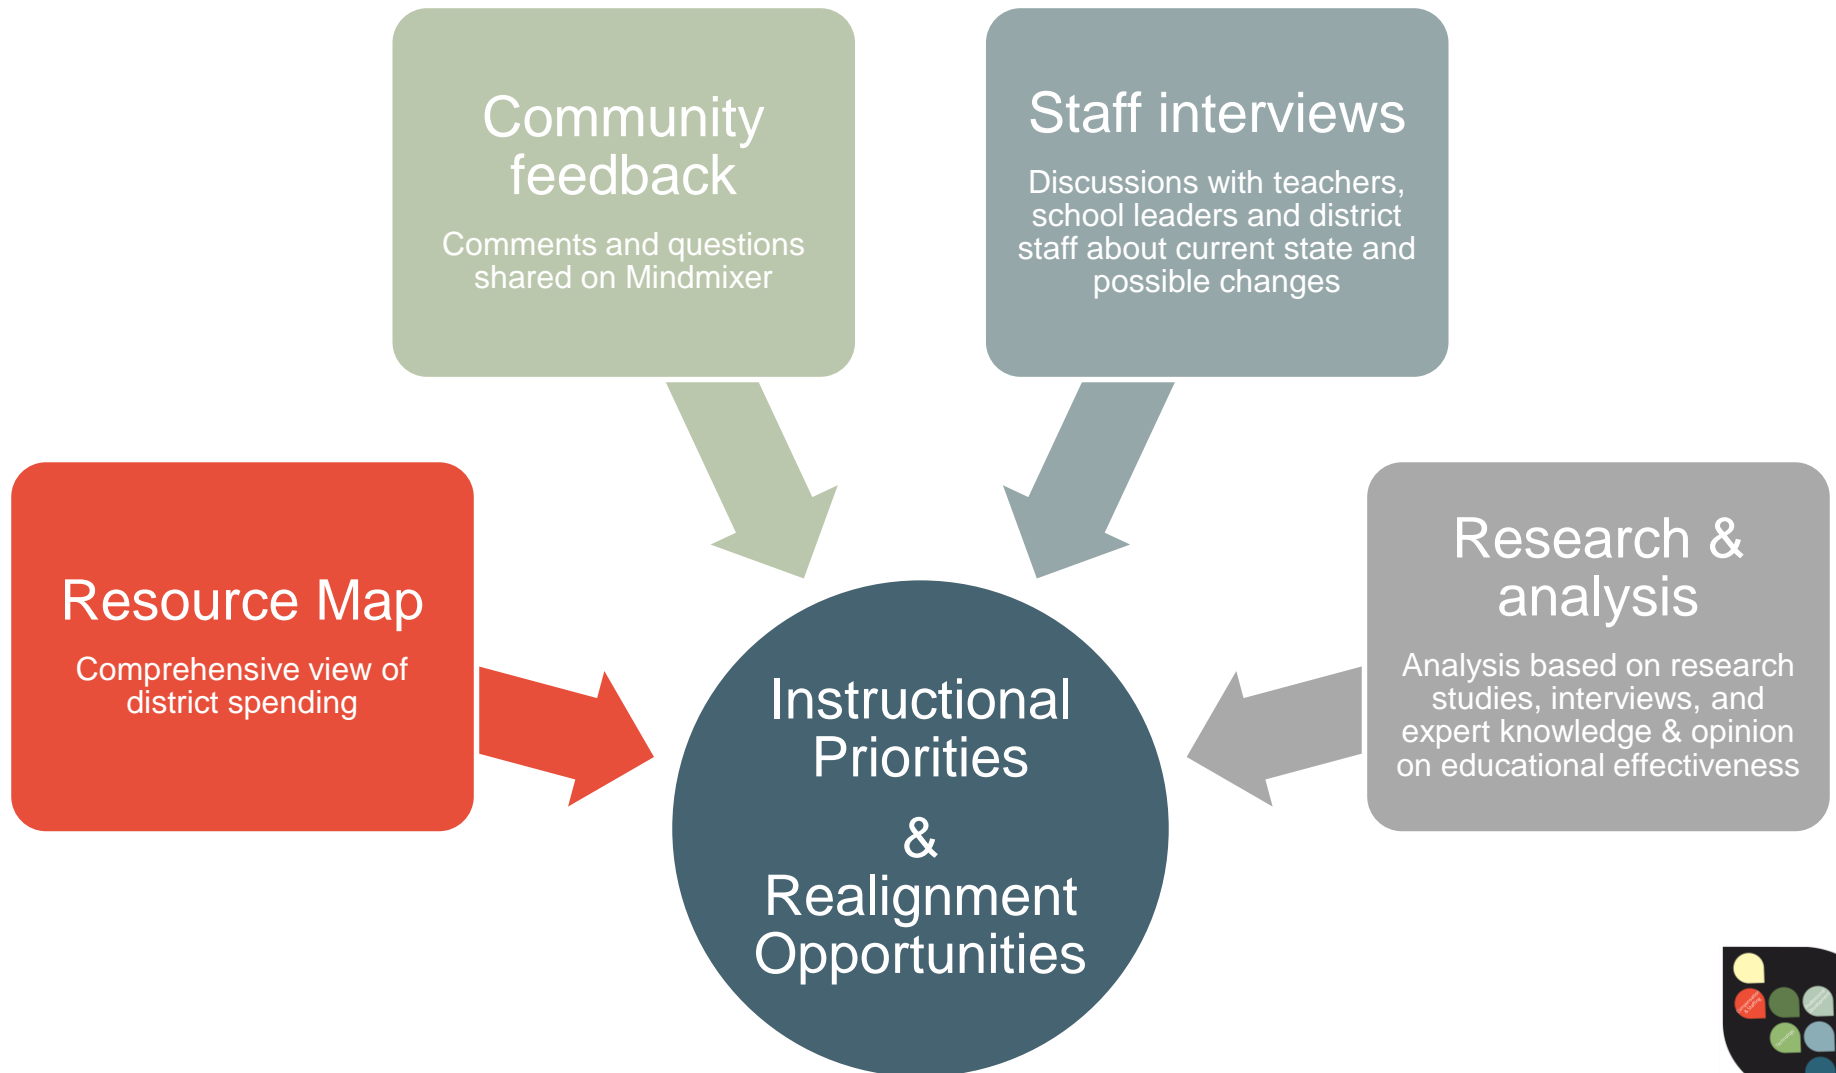 Community
feedback
Comments and questions
shared on Mindmixer
Staff interviews
Discussions with teachers,
school leaders and district
staff about current state and
possible changes
Resource Map
Comprehensive view of
district spending
Research &
analysis
Analysis based on research
studies, interviews, and
expert knowledge & opinion
on educational effectiveness
Instructional
Priorities
&
Realignment
Opportunities